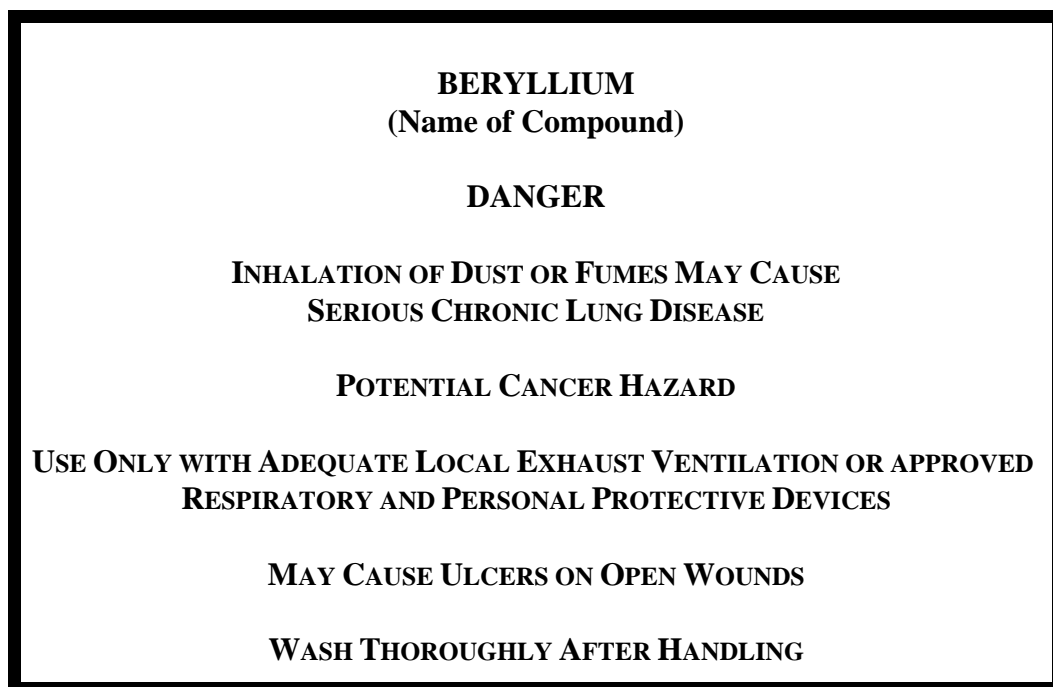 BERYLLIUM
(Name of Compound)
DANGER
INHALATION OF DUST OR FUMES MAY CAUSE
SERIOUS CHRONIC LUNG DISEASE
POTENTIAL CANCER HAZARD
USE ONLY WITH ADEQUATE LOCAL EXHAUST VENTILATION OR APPROVED
RESPIRATORY AND PERSONAL PROTECTIVE DEVICES
MAY CAUSE ULCERS ON OPEN WOUNDS
WASH THOROUGHLY AFTER HANDLING